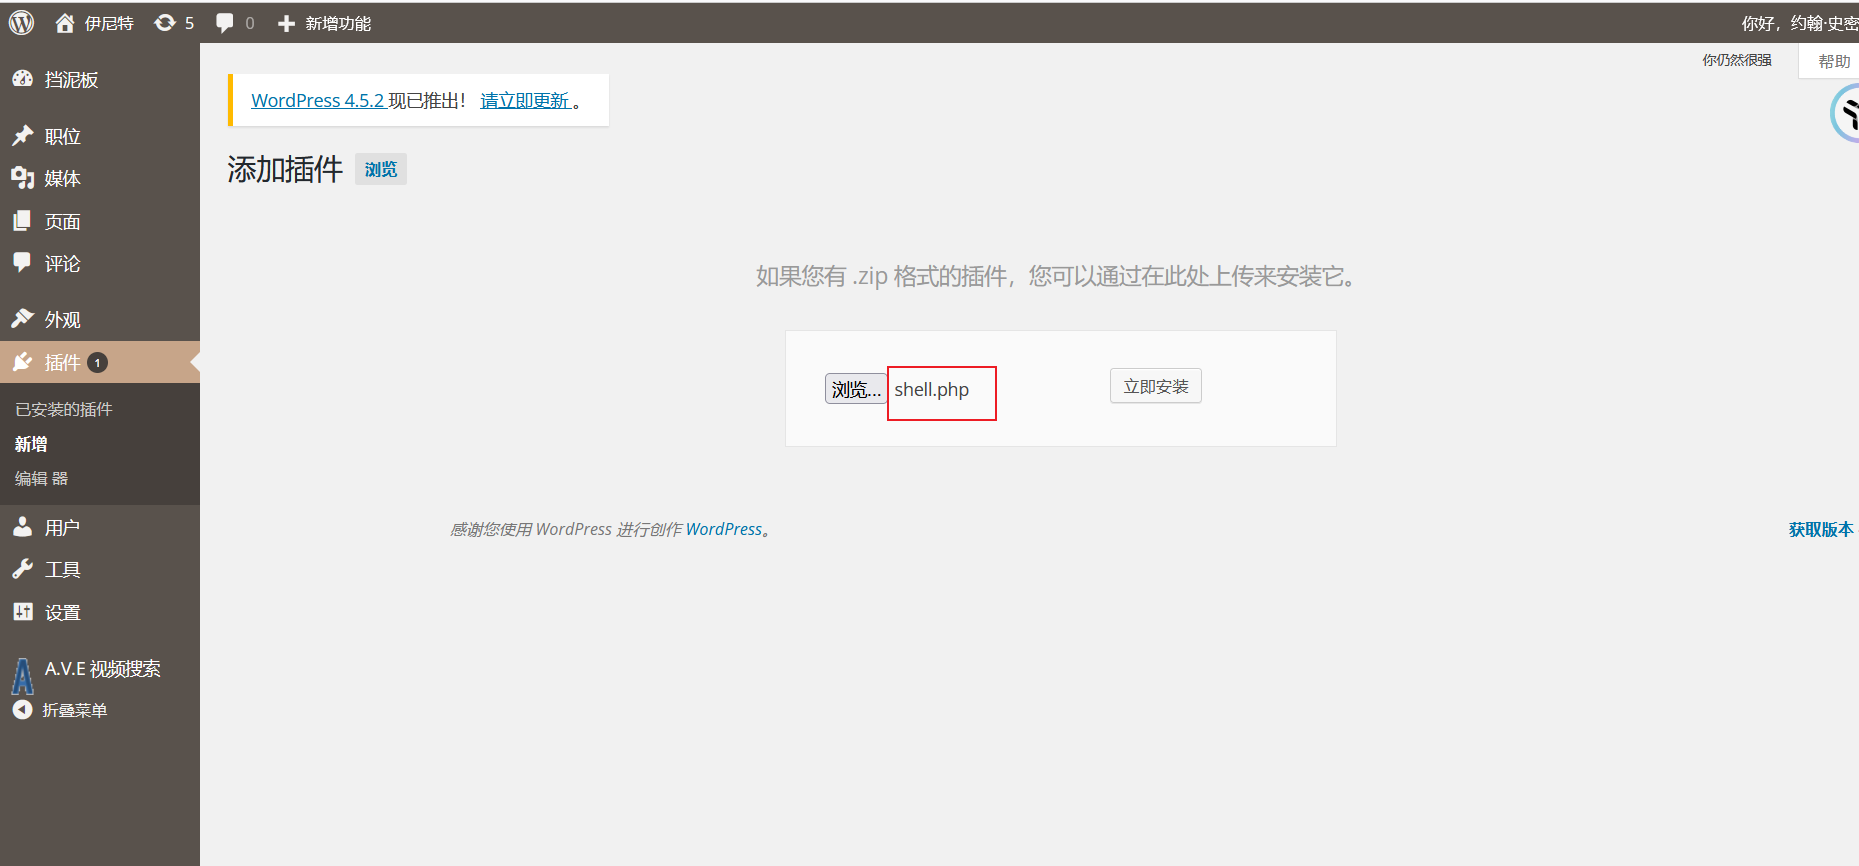 伊尼特 5 0 新增功能 你好，约翰·史密
你仍然很强 帮助
挡泥板
WordPress 4.5.2 现已推出！ 请立即更新 。
职位
添加插件 浏览
媒体
页面
评论
如果您有 .zip 格式的插件，您可以通过在此处上传来安装它。
外观
插件 1
浏览... shell.php 立即安装
已安装的插件
新增
编辑 器
用户
感谢您使用 WordPress 进行创作 WordPress。 获取版本
工具
设置
A.V.E 视频搜索
折叠菜单